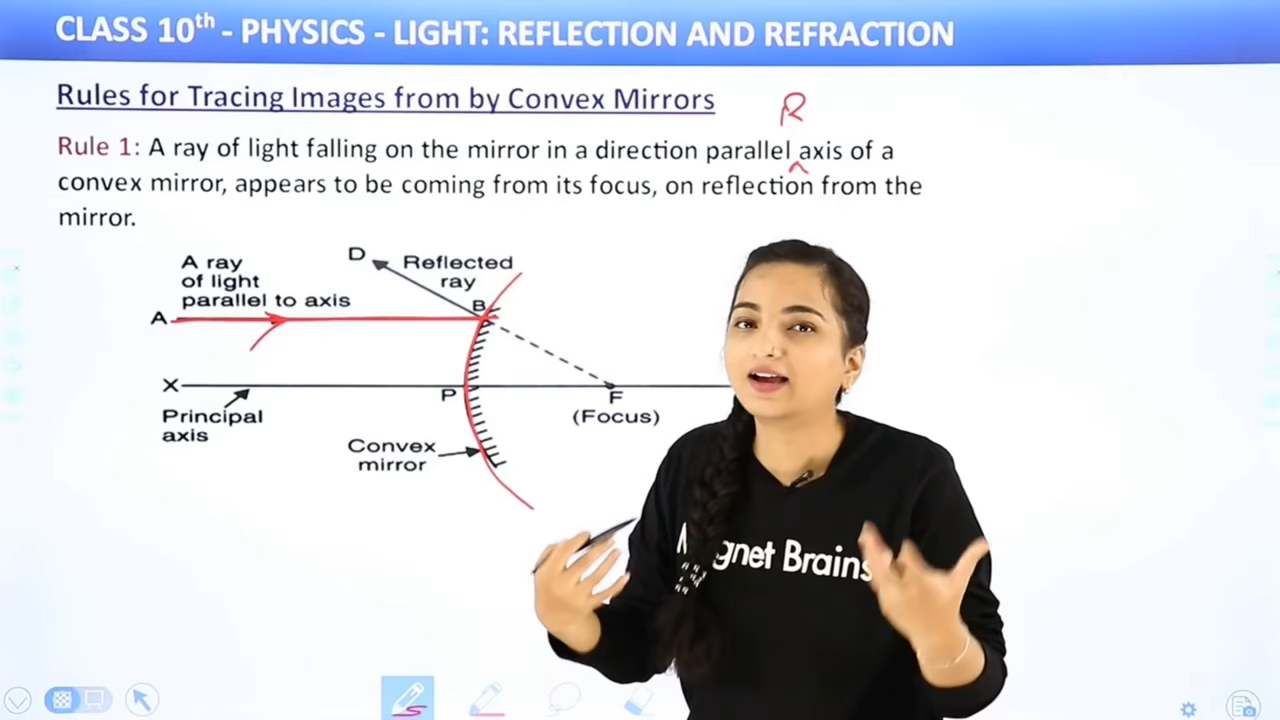 CLASS 10th - PHYSICS - LIGHT: REFLECTION AND REFRACTION
Rules for Tracing Images from by Convex Mirrors
R
Rule 1: A ray of light falling on the mirror in a direction parallel axis of a
convex mirror, appears to be coming from its focus, on reflection from the
mirror.
A ray
of light
parallel to axis
D
Reflected
ray
B
A
X
P
F
(Focus)
Principal
axis
Convex
mirror
gnet Brains